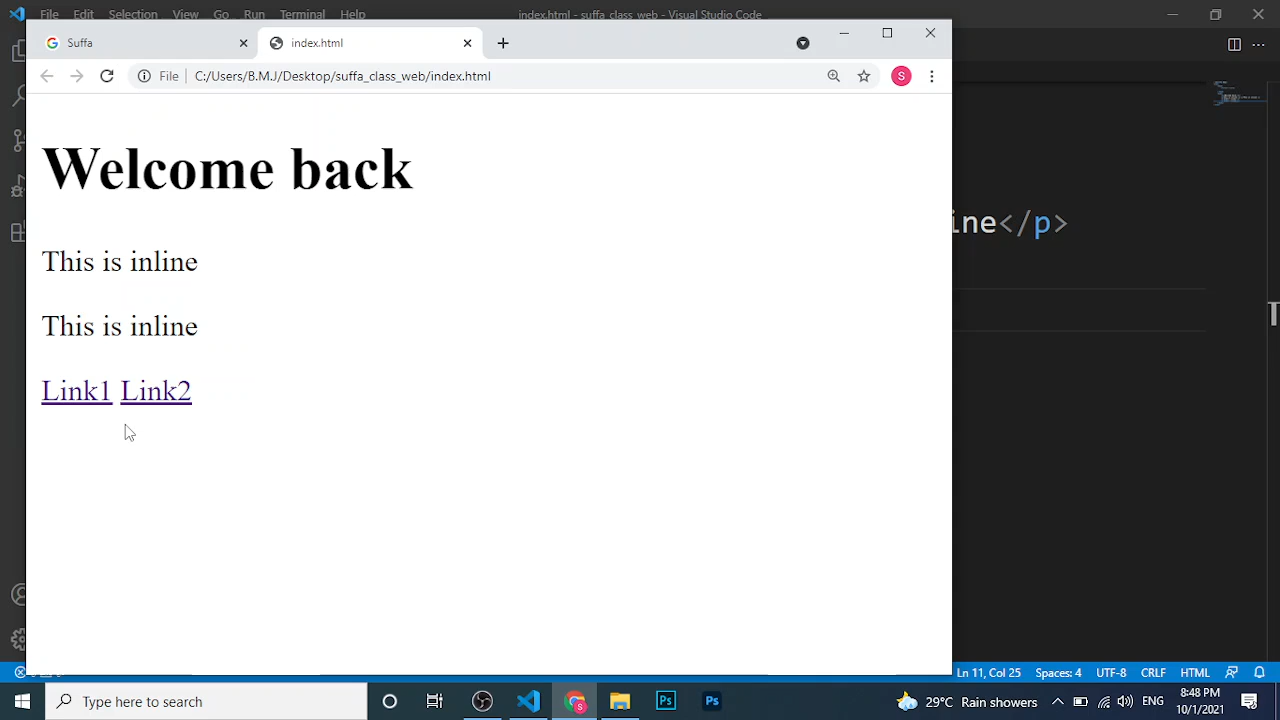 File Edit Selection View Go Run Terminal Help index.html - suffa_class_web - Visual Studio Code
Suffa index.html
File C:/Users/B.M.J/Desktop/suffa_class_web/index.html S
Welcome back
ine</p>
This is inline
This is inline
Link1 Link2
Ln 11, Col 25 Spaces: 4 UTF-8 CRLF HTML
Type here to search S Ps Ps 29°C Rain showers ENG 8:48 PM
10/1/2021